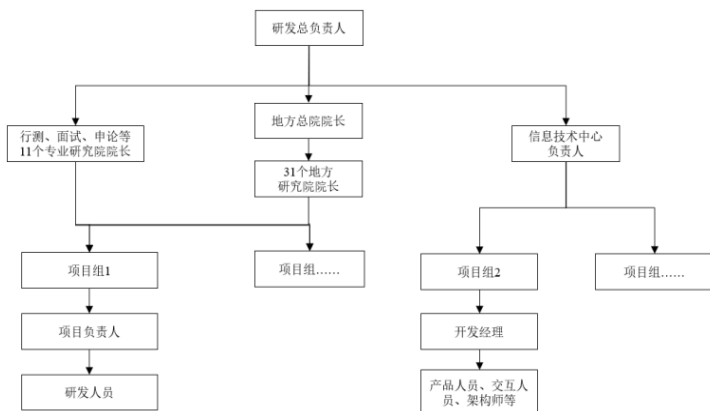 研发总负责人
行测、面试、申论等
11个专业研究院院长
地方总院院长
信息技术中心
负责人
31个地方
研究院院长
项目组1
项目组……
项目组2
项目组……
项目负责人
开发经理
研发人员
产品人员、交互人
员、架构师等